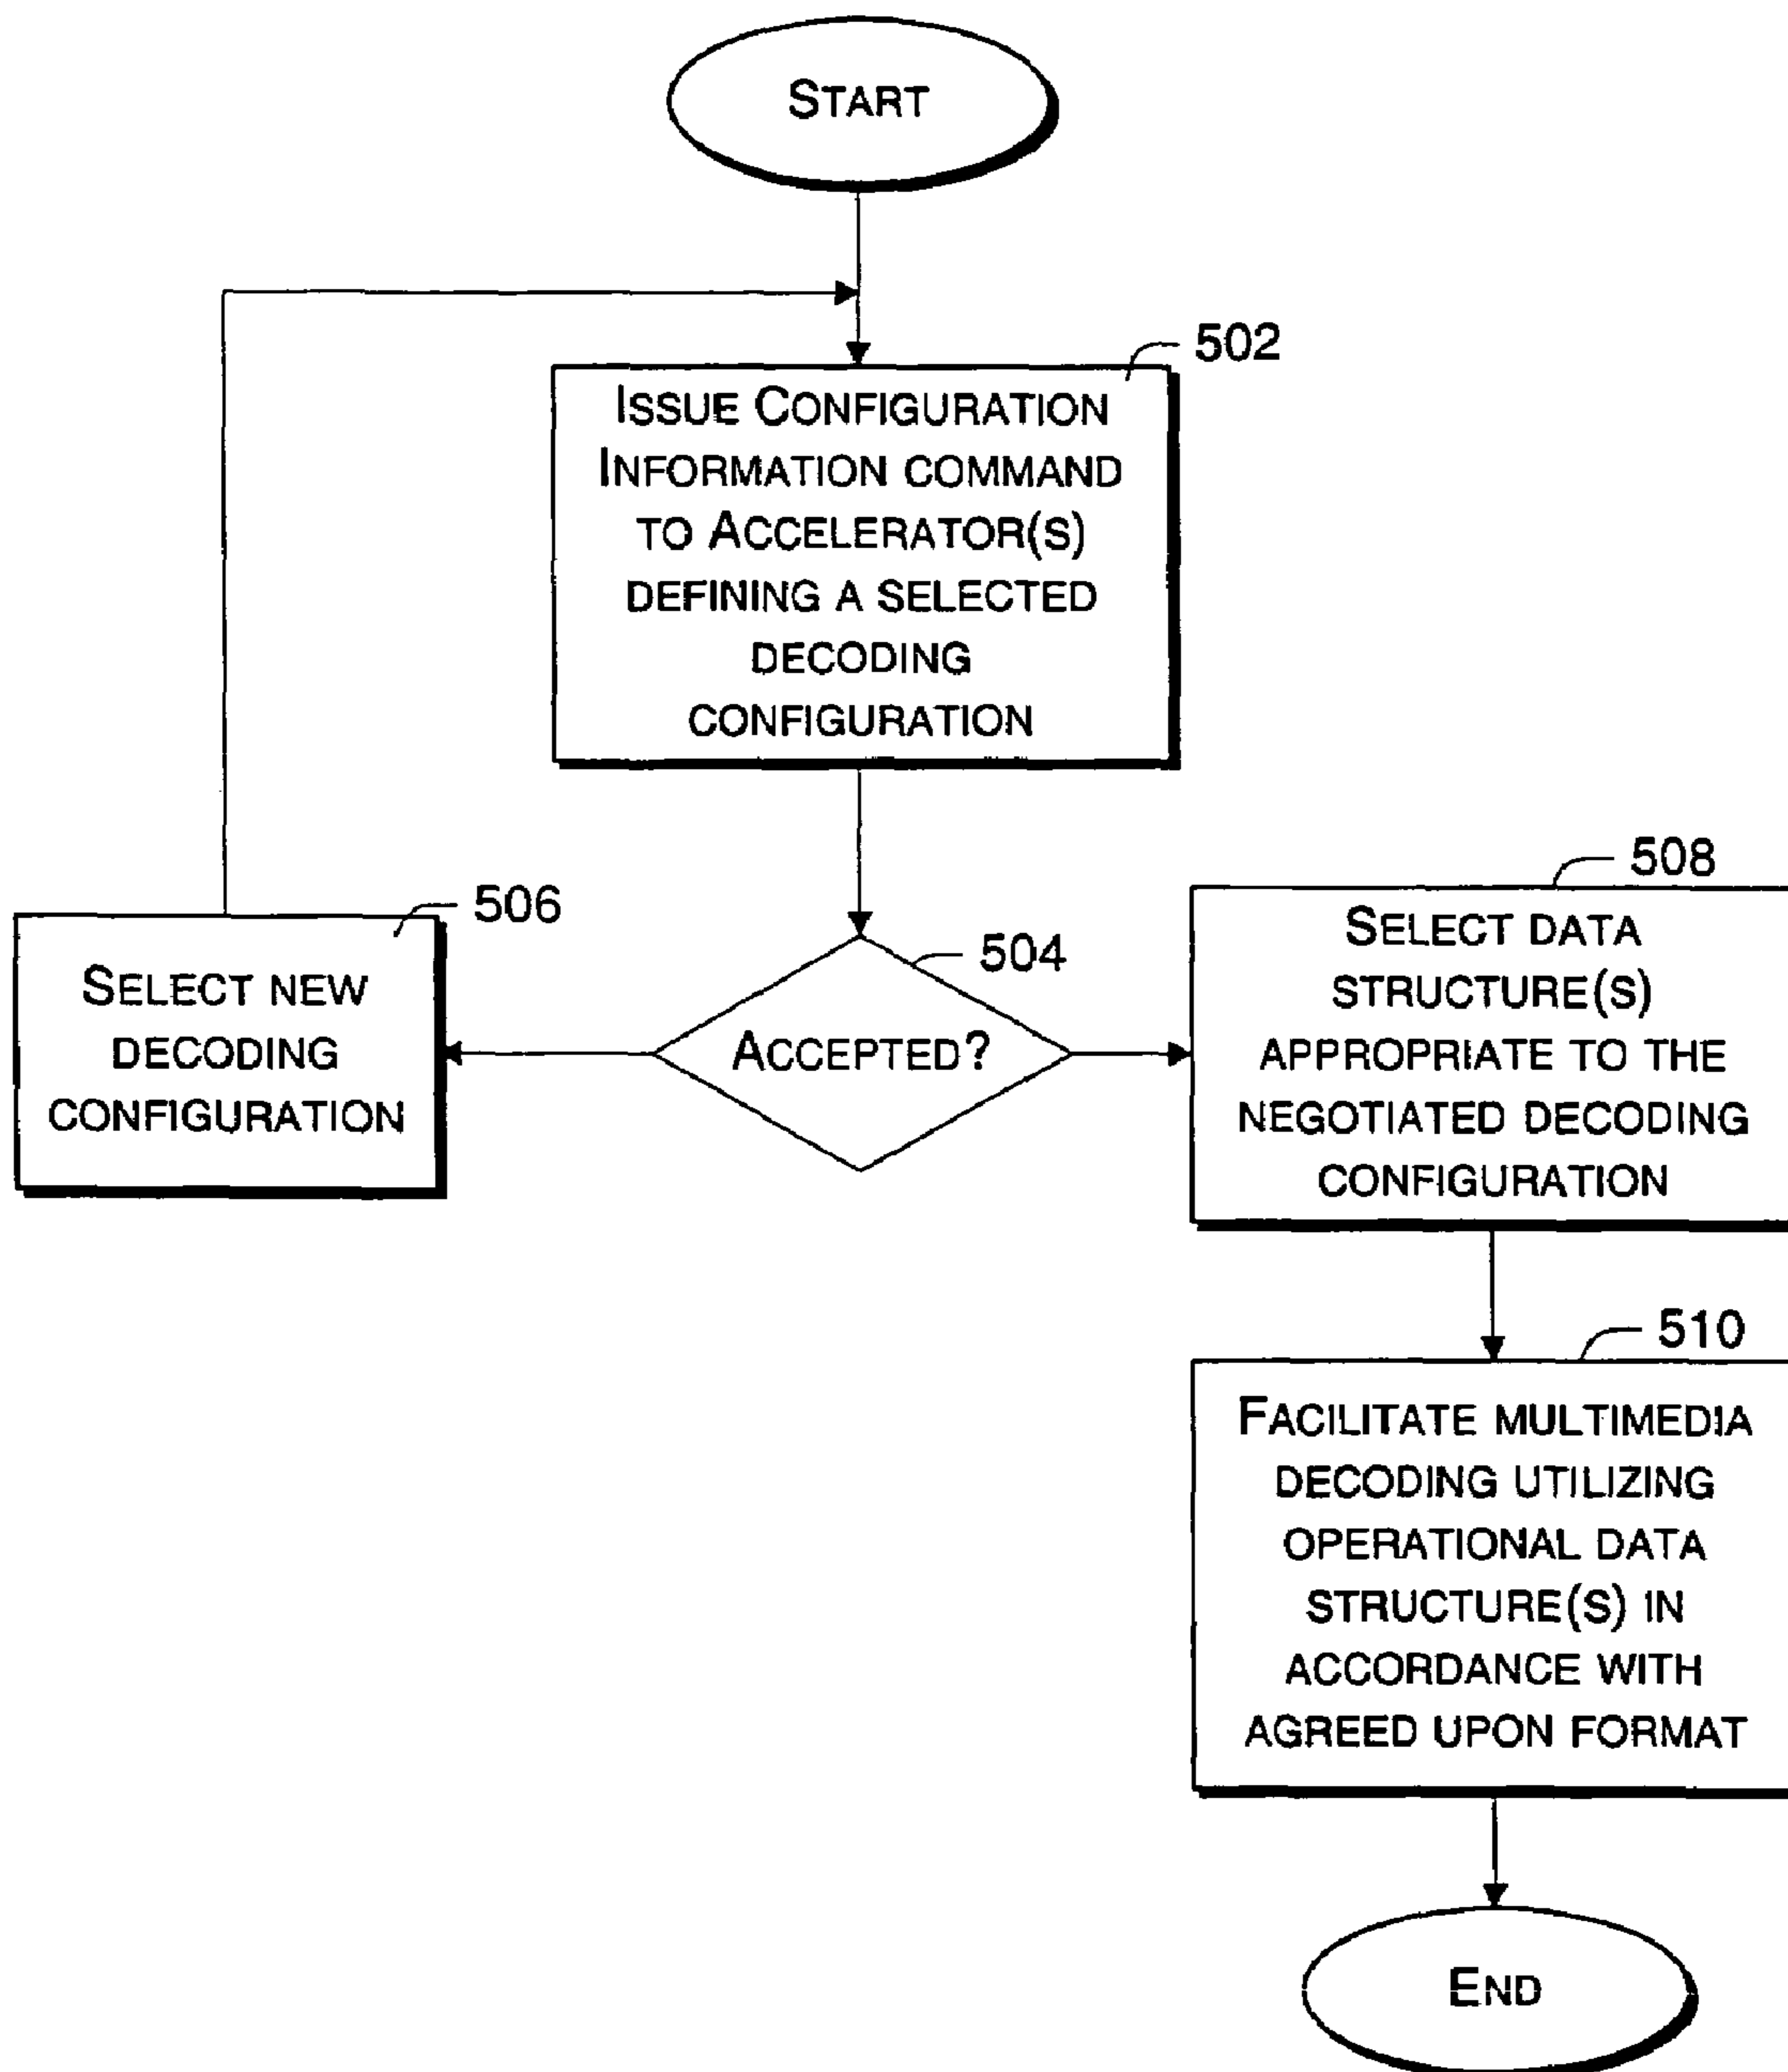 START
502
ISSUE CONFIGURATION
INFORMATION COMMAND
TO ACCELERATOR(S)
DEFINING A SELECTED
DECODING
CONFIGURATION
506
SELECT NEW
DECODING
CONFIGURATION
504
ACCEPTED?
508
SELECT DATA
STRUCTURE(S)
APPROPRIATE TO THE
NEGOTIATED DECODING
CONFIGURATION
510
FACILITATE MULTIMEDIA
DECODING UTILIZING
OPERATIONAL DATA
STRUCTURE(S) IN
ACCORDANCE WITH
AGREED UPON FORMAT
END